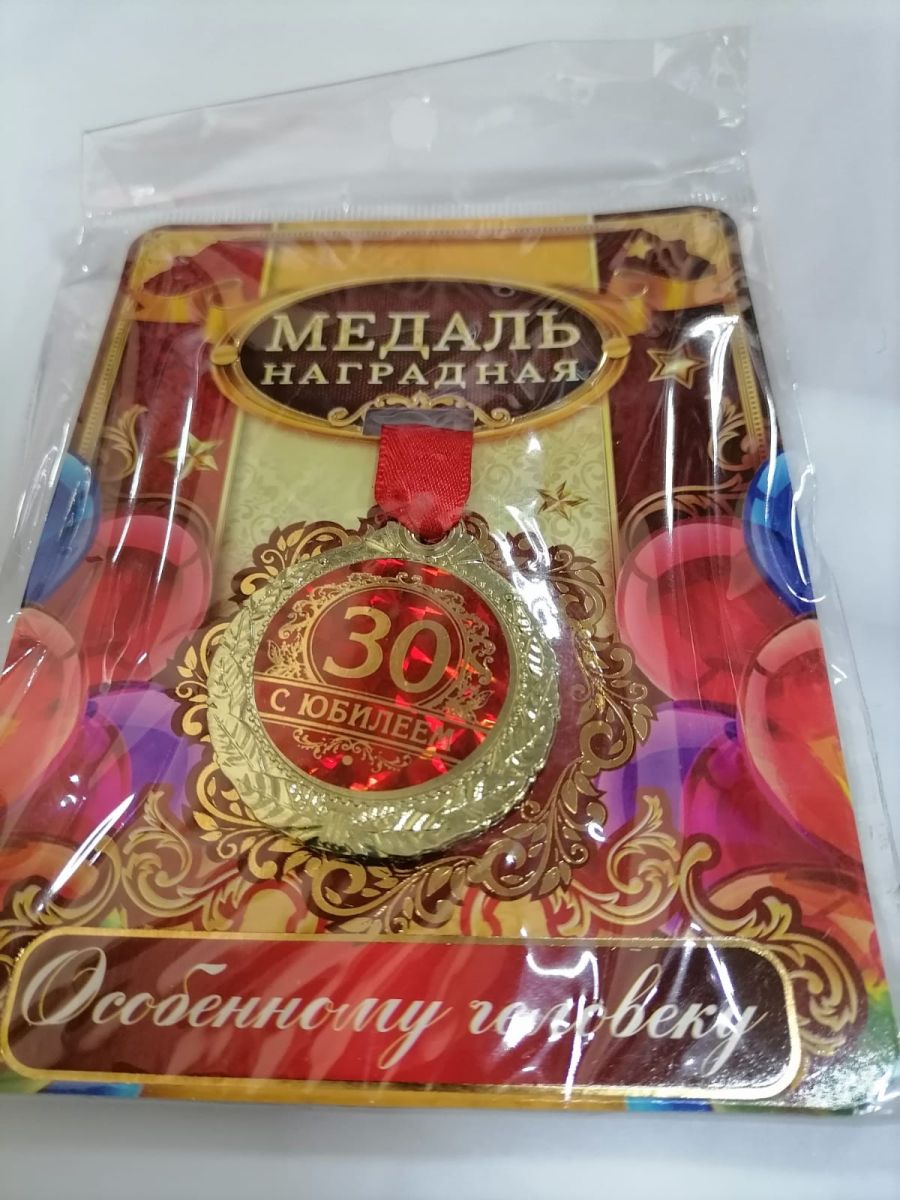 МЕДАЛЬ
НАГРАДНАЯ
30
С ЮБИЛЕЕМ
Особенному человеку